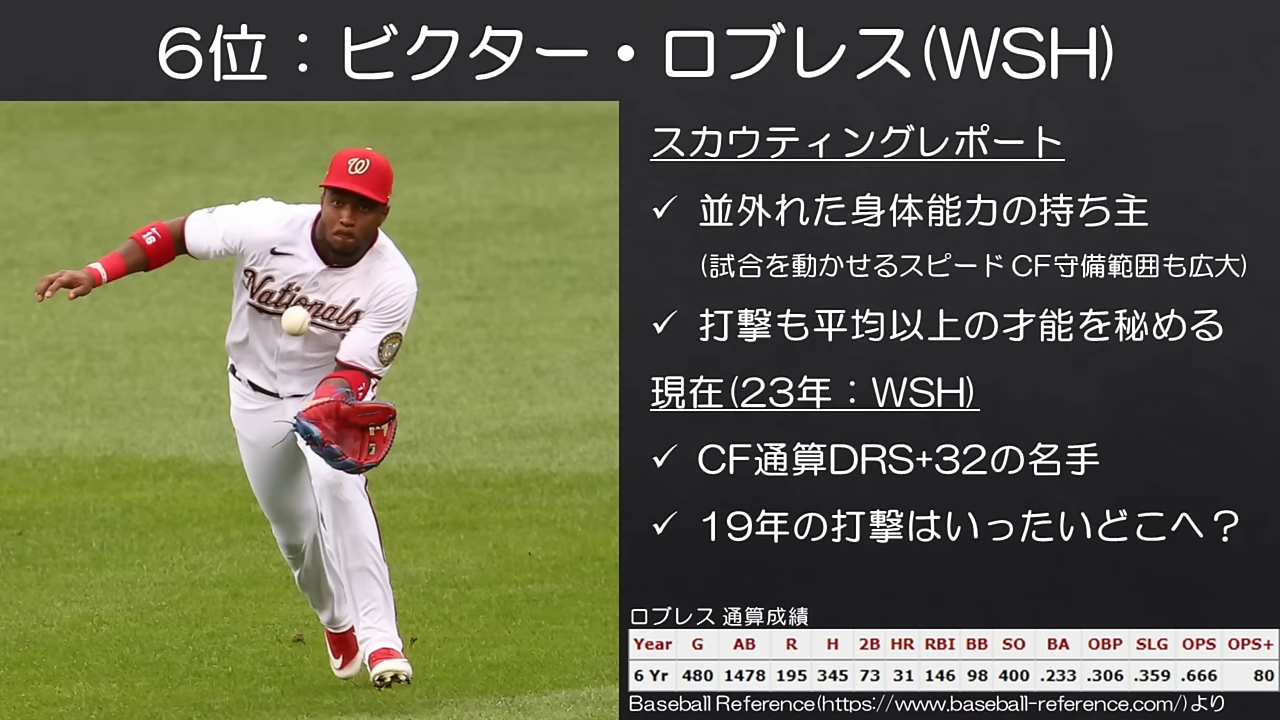 6位：ビクター・ロブレス(WSH)
スカウティングレポート
✓ 並外れた身体能力の持ち主
(試合を動かせるスピード CF守備範囲も広大)
✓ 打撃も平均以上の才能を秘める
現在(23年：WSH)
✓ CF通算DRS+32の名手
✓ 19年の打撃はいったいどこへ？
W
16
Nationals
ロブレス 通算成績
Year G AB R H 2B HR RBI BB SO BA OBP SLG OPS OPS+
6 Yr 480 1478 195 345 73 31 146 98 400 .233 .306 .359 .666 80
Baseball Reference(https://www.baseball-reference.com/)より